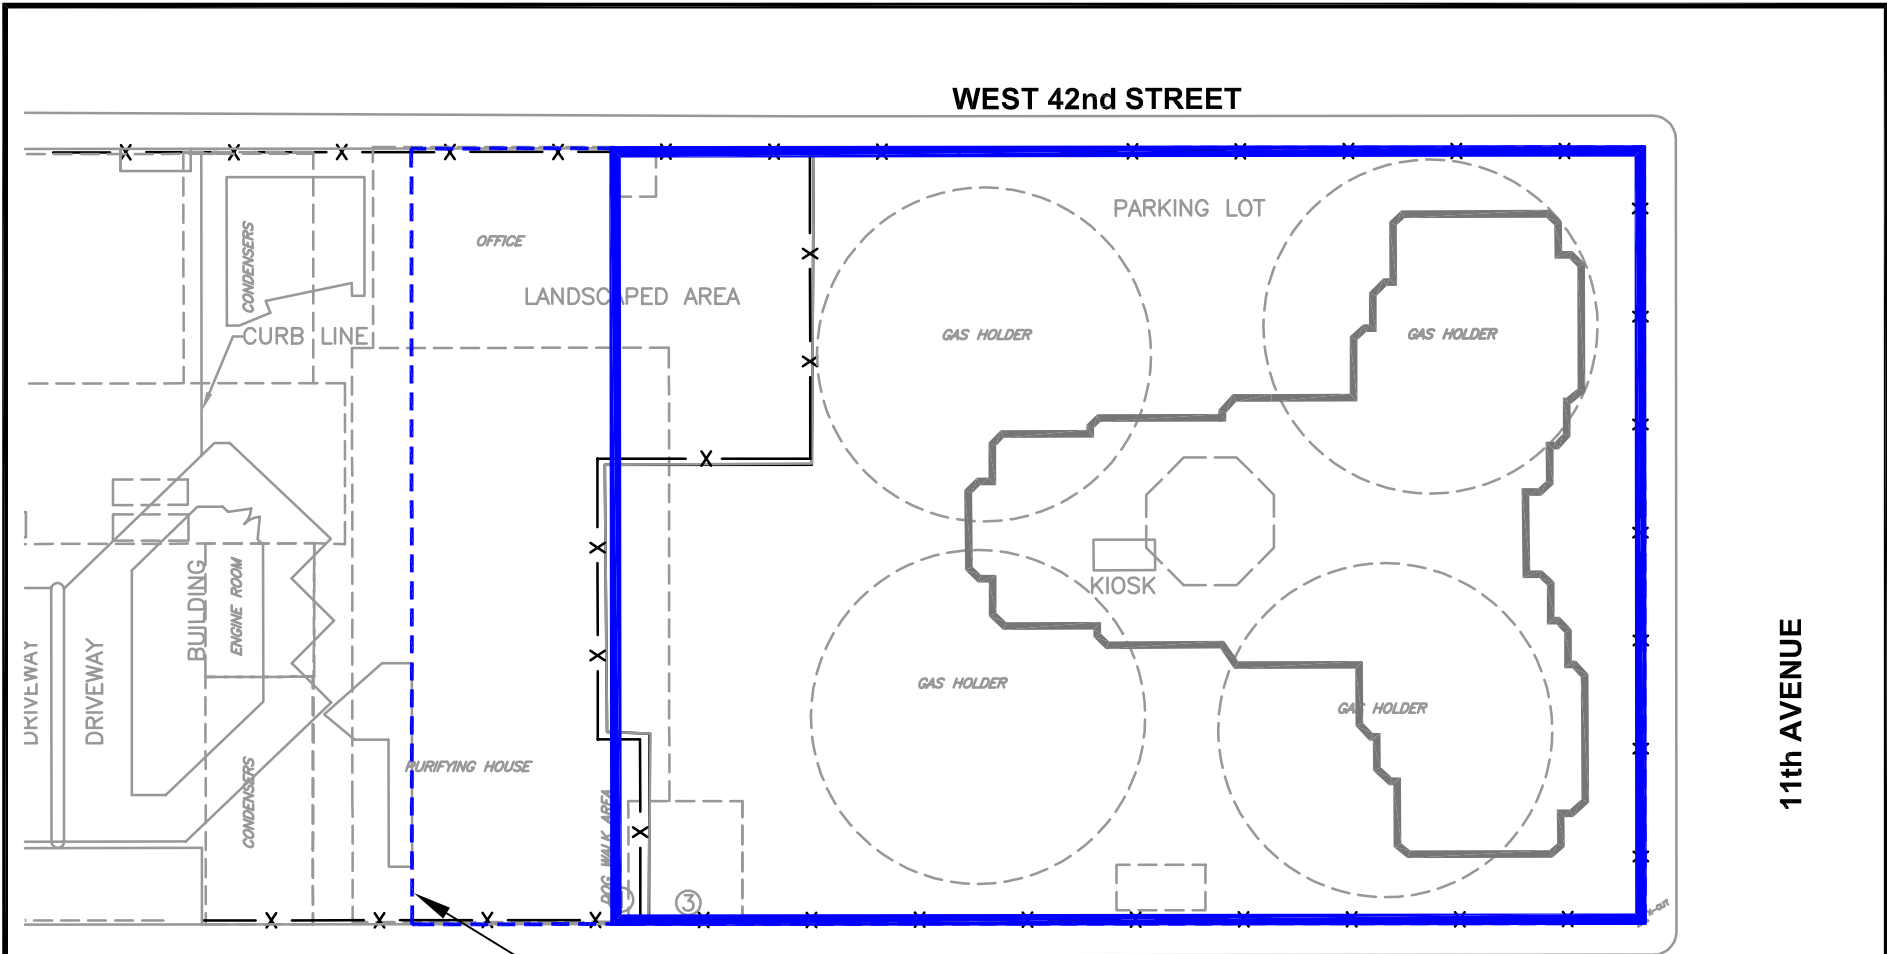 WEST 42nd STREET
PARKING LOT
OFFICE
CONDENSERS
LANDSCAPED AREA
CURB LINE
GAS HOLDER
GAS HOLDER
BUILDING
ENGINE ROOM
KIOSK
DRIVEWAY
DRIVEWAY
GAS HOLDER
GAS HOLDER
11th AVENUE
PURIFYING HOUSE
CONDENSERS
DOG WALK AREA
3
X-CUT